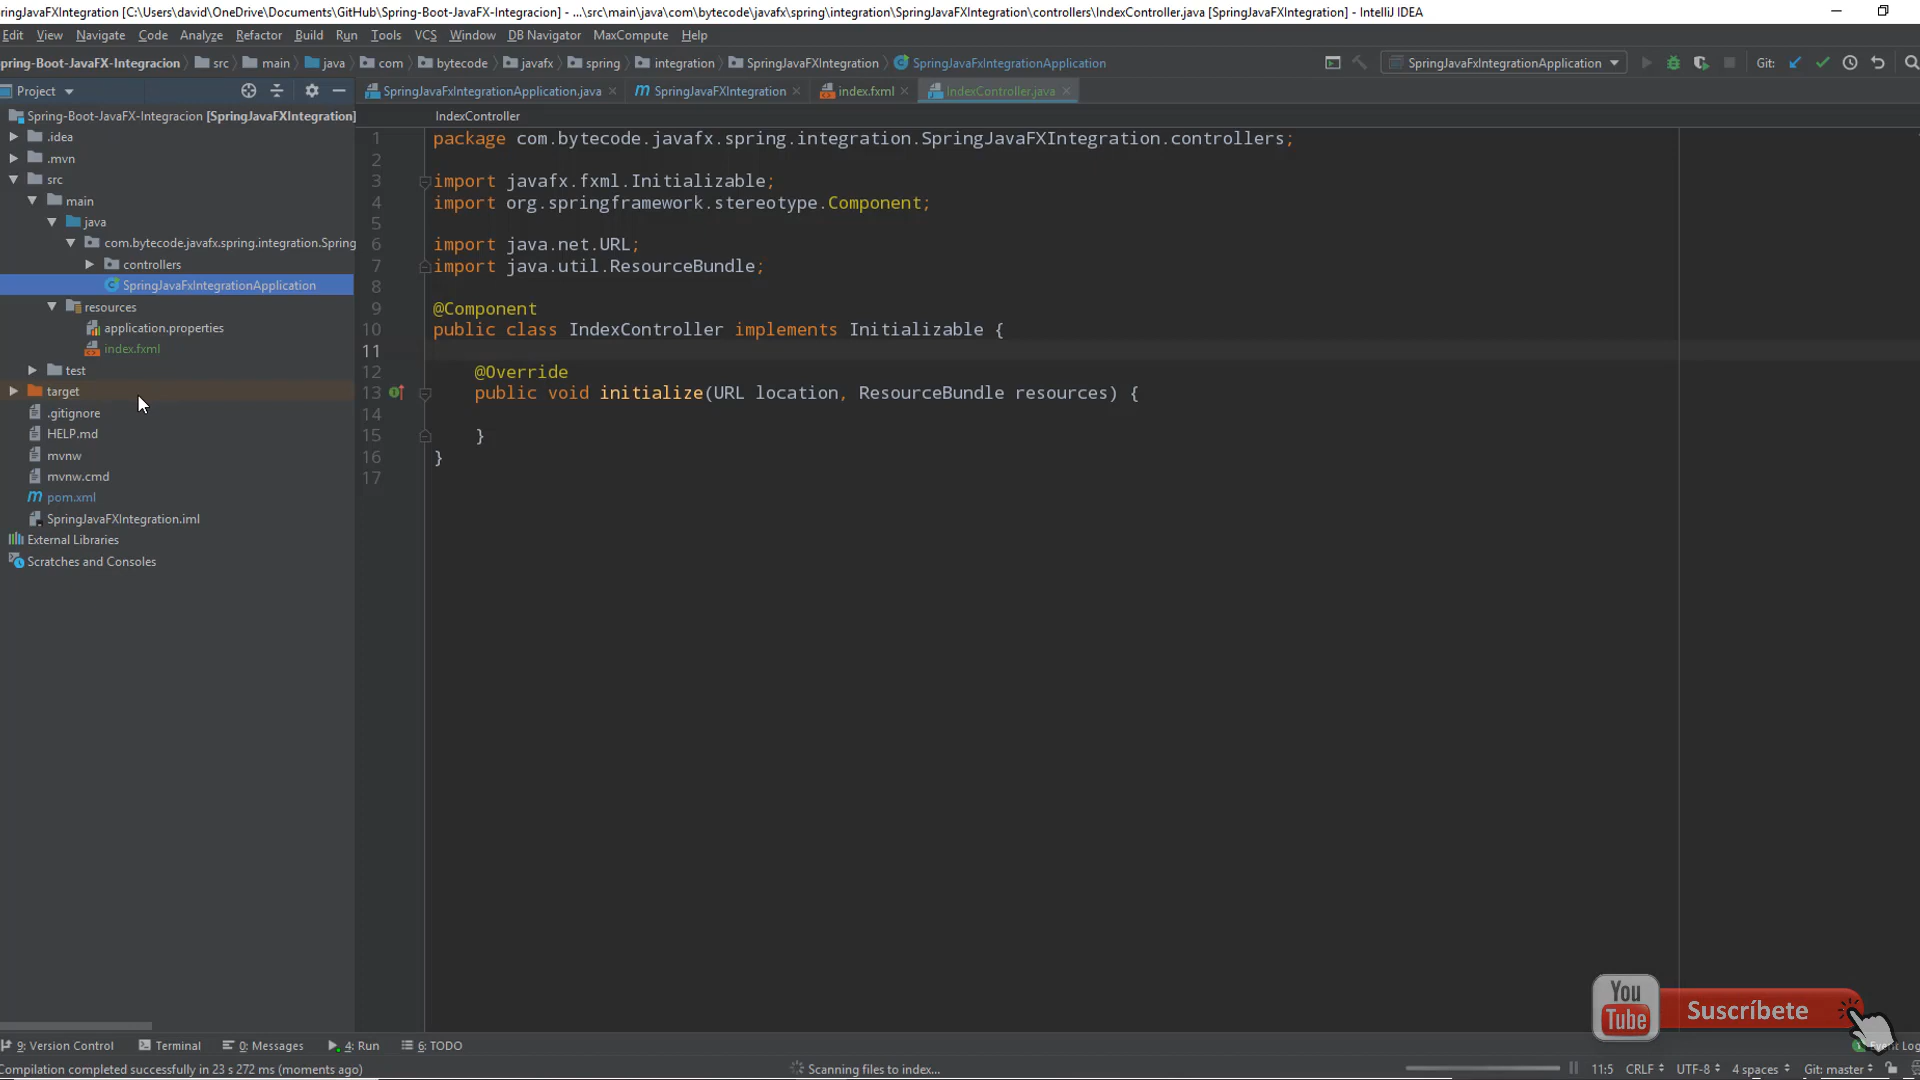 ringJavaFXIntegration [C:\Users\david\OneDrive\Documents\GitHub\Spring-Boot-JavaFX-Integracion] - ...\src\main\java\com\bytecode\javafx\spring\integration\SpringJavaFXIntegration\controllers\IndexController.java [SpringJavaFXIntegration] - IntelliJ IDEA
Edit View Navigate Code Analyze Refactor Build Run Tools VCS Window DB Navigator MaxCompute Help
pring-Boot-JavaFX-Integracion src main java com bytecode javafx spring integration SpringJavaFXIntegration SpringJavaFxIntegrationApplication SpringJavaFxIntegrationApplication Git:
Project SpringJavaFxIntegrationApplication.java SpringJavaFXIntegration index.fxml IndexController.java
Spring-Boot-JavaFX-Integracion [SpringJavaFXIntegration]
.idea
.mvn
src
main
java
com.bytecode.javafx.spring.integration.Spring
controllers
SpringJavaFxIntegrationApplication
resources
application.properties
index.fxml
test
target
.gitignore
HELP.md
mvnw
mvnw.cmd
pom.xml
SpringJavaFXIntegration.iml
External Libraries
Scratches and Consoles
IndexController
1 package com.bytecode.javafx.spring.integration.SpringJavaFXIntegration.controllers;
2
3 import javafx.fxml.Initializable;
4 import org.springframework.stereotype.Component;
5
6 import java.net.URL;
7 import java.util.ResourceBundle;
8
9 @Component
10 public class IndexController implements Initializable {
11
12 @Override
13 public void initialize(URL location, ResourceBundle resources) {
14
15 }
16 }
17
You Tube Suscríbete
9: Version Control Terminal 0: Messages 4: Run 6: TODO Event Log
Compilation completed successfully in 23 s 272 ms (moments ago) Scanning files to index... 11:5 CRLF UTF-8 4 spaces Git: master